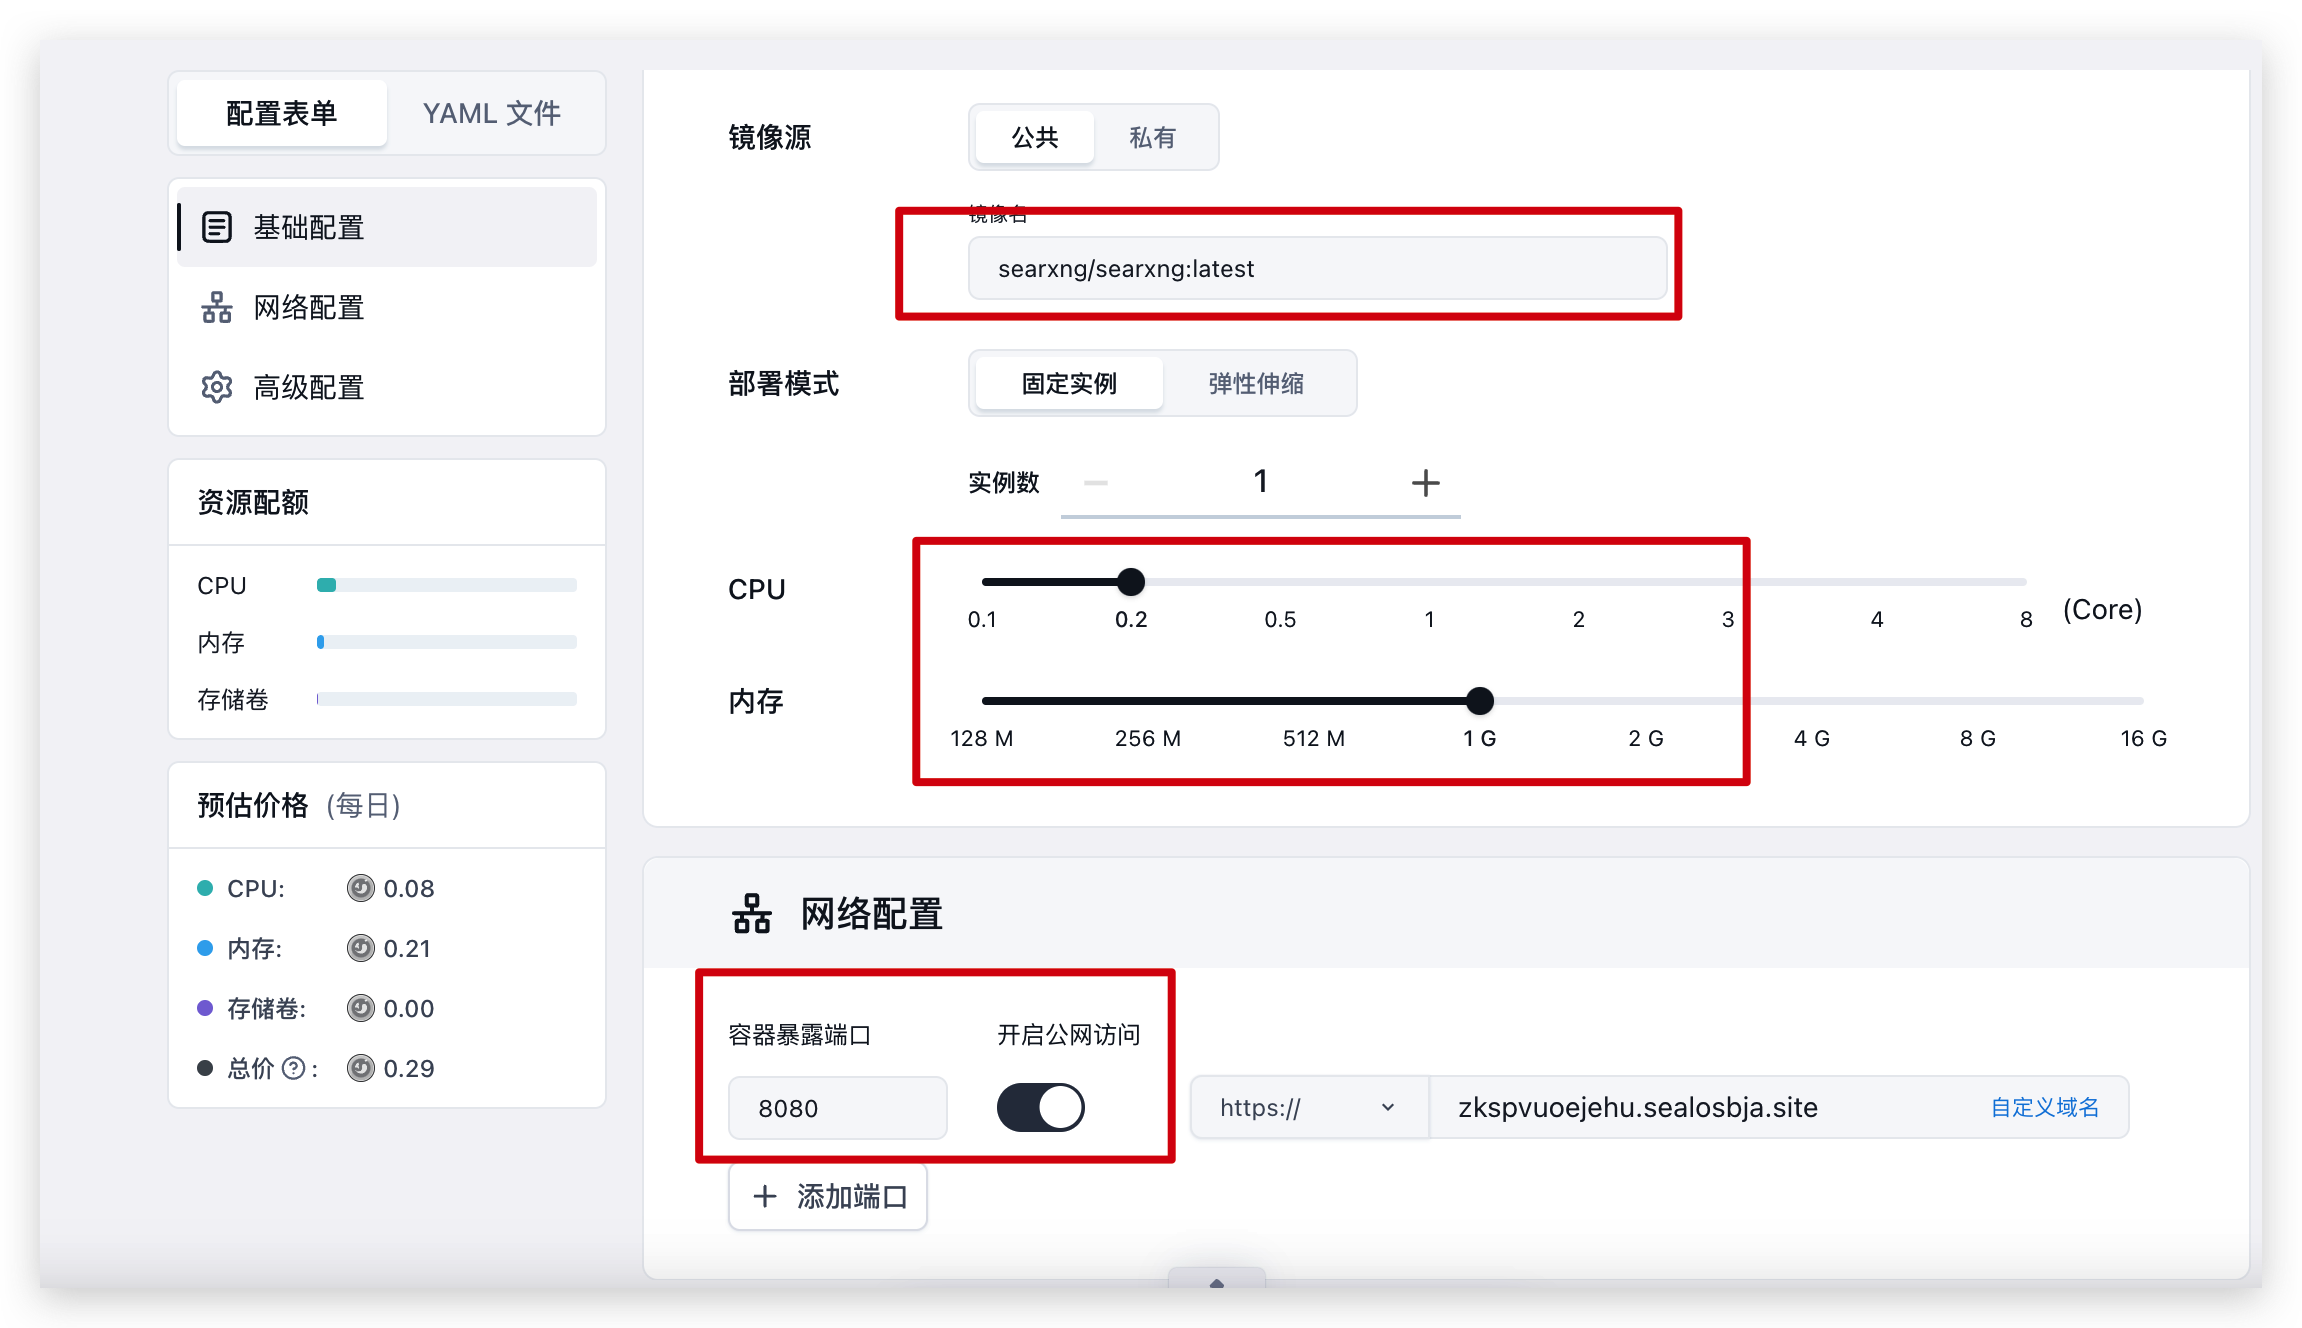 配置表单
YAML 文件
基础配置
网络配置
高级配置
资源配额
CPU
内存
存储卷
预估价格 (每日)
CPU: 0.08
内存: 0.21
存储卷: 0.00
总价 ? : 0.29
镜像源
公共
私有
镜像名
searxng/searxng:latest
部署模式
固定实例
弹性伸缩
实例数
1
CPU
0.1 0.2 0.5 1 2 3 4 8 (Core)
内存
128 M 256 M 512 M 1 G 2 G 4 G 8 G 16 G
网络配置
容器暴露端口
开启公网访问
8080
https://
zkspvuoejehu.sealosbja.site
自定义域名
添加端口